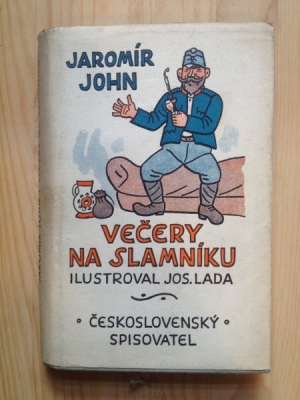 JAROMÍR
JOHN
VEČERY
NA SLAMNÍKU
ILUSTROVAL JOS. LADA
• ČESKOSLOVENSKÝ •
SPISOVATEL